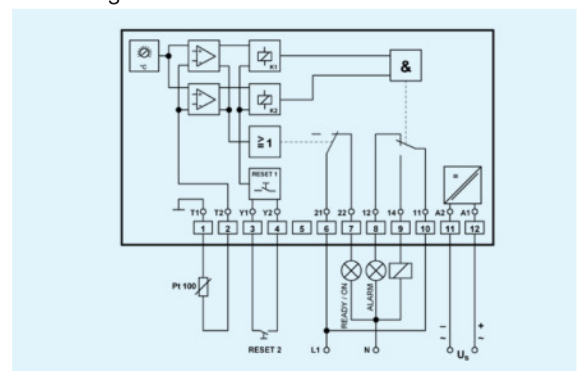 °C
K1
&
K2
≥1
RESET 1
T1 T2 Y1 Y2 21 22 12 14 11 A2 A1
1 2 3 4 5 6 7 8 9 10 11 12
Pt 100
READY / ON
ALARM
– +
~ ~
RESET 2 L1 N Us
=